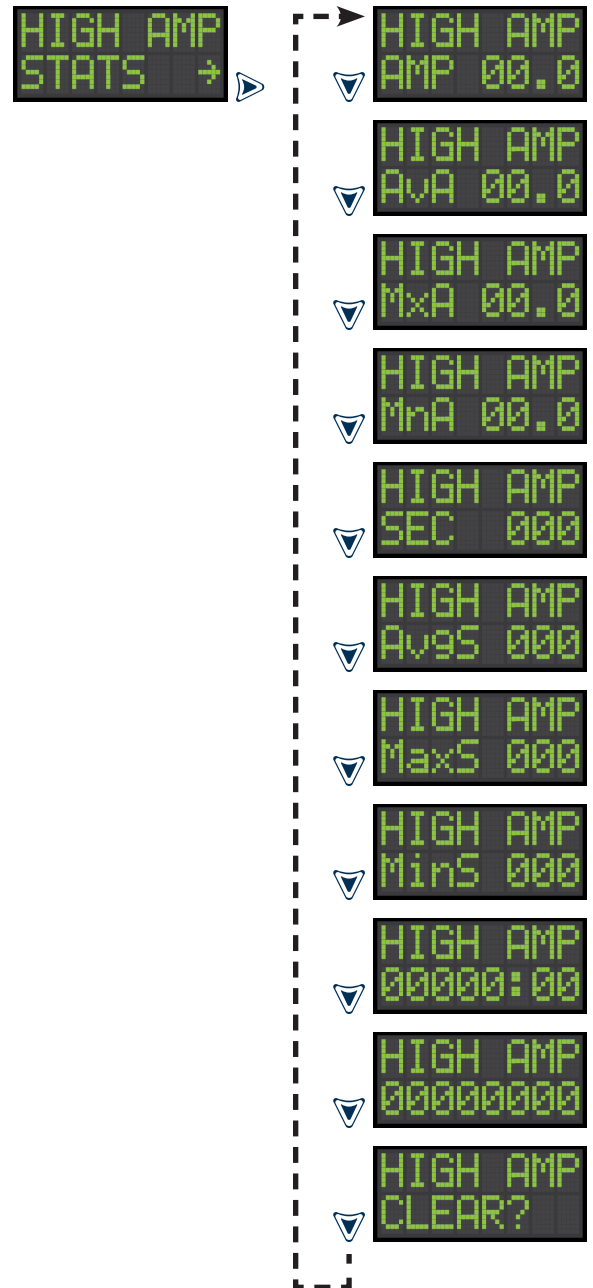 HIGH AMP
STATS →
HIGH AMP
AMP 00.0
HIGH AMP
AvA 00.0
HIGH AMP
MxA 00.0
HIGH AMP
MnA 00.0
HIGH AMP
SEC 000
HIGH AMP
AvgS 000
HIGH AMP
MaxS 000
HIGH AMP
MinS 000
HIGH AMP
00000:00
HIGH AMP
00000000
HIGH AMP
CLEAR?